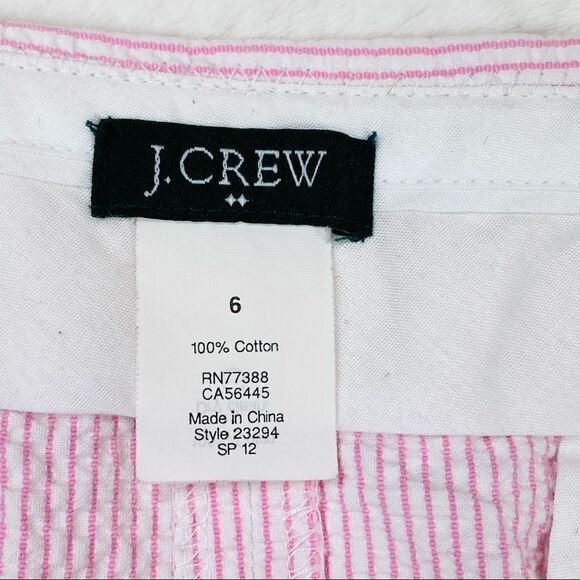 J.CREW
6
100% Cotton
RN77388
CA56445
Made in China
Style 23294
SP 12